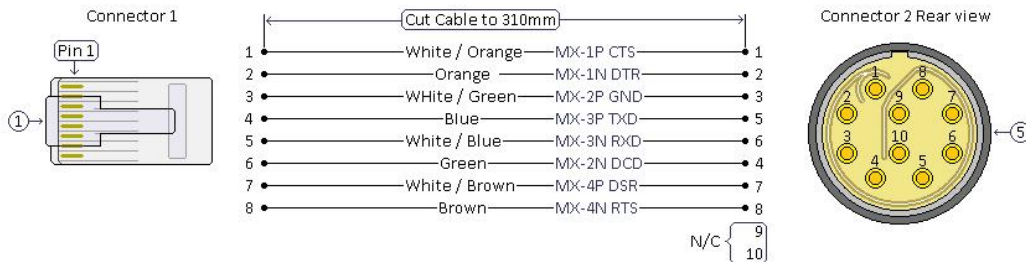 Connector 1
Cut Cable to 310mm
Connector 2 Rear view
Pin 1
1
1 White / Orange MX-1P CTS 1
2 Orange MX-1N DTR 2
3 WHite / Green MX-2P GND 3
4 Blue MX-3P TXD 5
5 White / Blue MX-3N RXD 6
6 Green MX-2N DCD 4
7 White / Brown MX-4P DSR 7
8 Brown MX-4N RTS 8
N/C 9
10
1 8
2 9 7
3 10 6
4 5
5